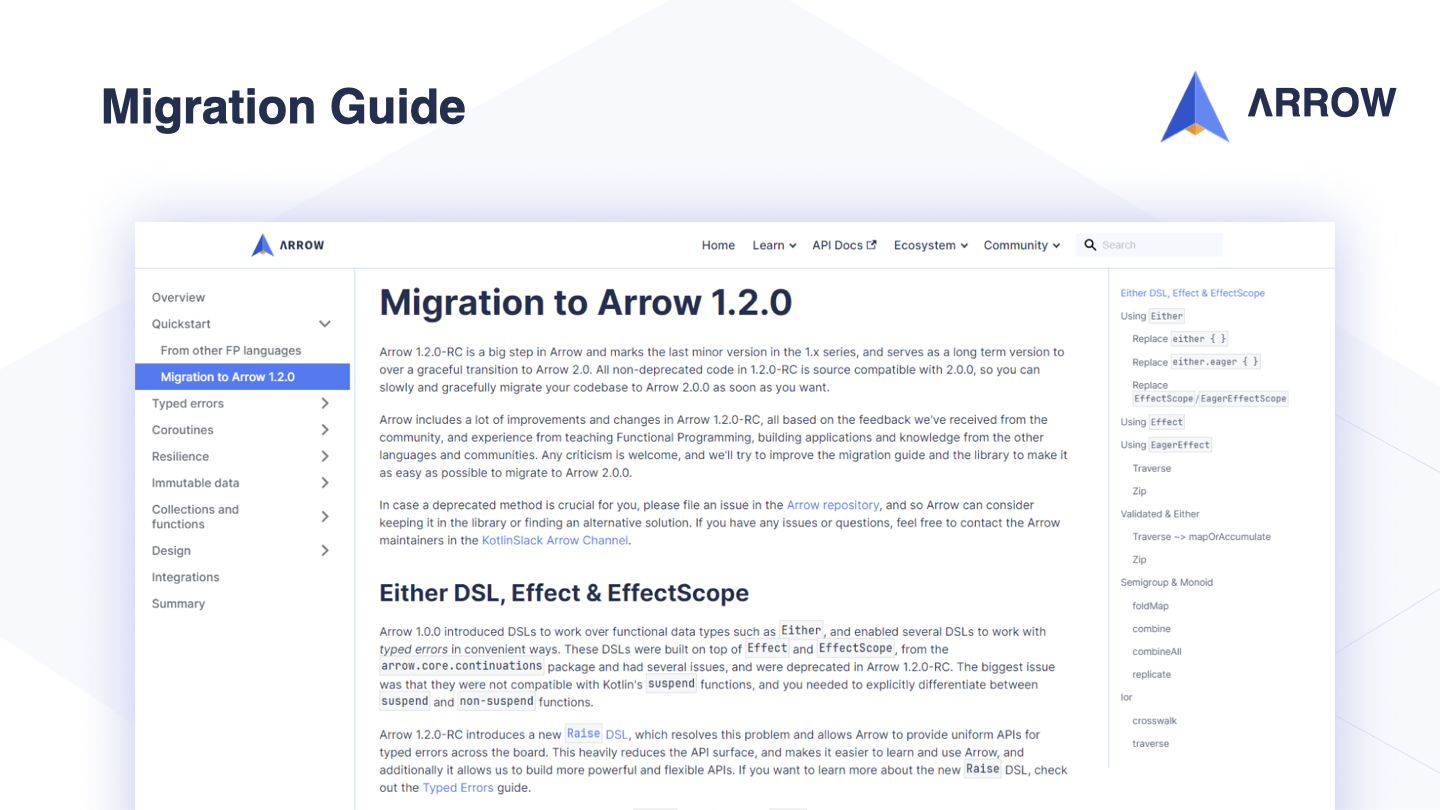 Migration Guide
ΛRROW
ΛRROW
Home Learn API Docs Ecosystem Community Search
Overview
Quickstart
From other FP languages
Migration to Arrow 1.2.0
Typed errors
Coroutines
Resilience
Immutable data
Collections and
functions
Design
Integrations
Summary
Migration to Arrow 1.2.0
Arrow 1.2.0-RC is a big step in Arrow and marks the last minor version in the 1.x series, and serves as a long term version to
over a graceful transition to Arrow 2.0. All non-deprecated code in 1.2.0-RC is source compatible with 2.0.0, so you can
slowly and gracefully migrate your codebase to Arrow 2.0.0 as soon as you want.
Arrow includes a lot of improvements and changes in Arrow 1.2.0-RC, all based on the feedback we've received from the
community, and experience from teaching Functional Programming, building applications and knowledge from the other
languages and communities. Any criticism is welcome, and we'll try to improve the migration guide and the library to make it
as easy as possible to migrate to Arrow 2.0.0.
In case a deprecated method is crucial for you, please file an issue in the Arrow repository, and so Arrow can consider
keeping it in the library or finding an alternative solution. If you have any issues or questions, feel free to contact the Arrow
maintainers in the KotlinSlack Arrow Channel.
Either DSL, Effect & EffectScope
Arrow 1.0.0 introduced DSLs to work over functional data types such as Either, and enabled several DSLs to work with
typed errors in convenient ways. These DSLs were built on top of Effect and EffectScope, from the
arrow.core.continuations package and had several issues, and were deprecated in Arrow 1.2.0-RC. The biggest issue
was that they were not compatible with Kotlin's suspend functions, and you needed to explicitly differentiate between
suspend and non-suspend functions.
Arrow 1.2.0-RC introduces a new Raise DSL, which resolves this problem and allows Arrow to provide uniform APIs for
typed errors across the board. This heavily reduces the API surface, and makes it easier to learn and use Arrow, and
additionally it allows us to build more powerful and flexible APIs. If you want to learn more about the new Raise DSL, check
out the Typed Errors guide.
Either DSL, Effect & EffectScope
Using Either
Replace either { }
Replace either.eager { }
Replace
EffectScope/EagerEffectScope
Using Effect
Using EagerEffect
Traverse
Zip
Validated & Either
Traverse ~> mapOrAccumulate
Zip
Semigroup & Monoid
foldMap
combine
combineAll
replicate
Ior
crosswalk
traverse